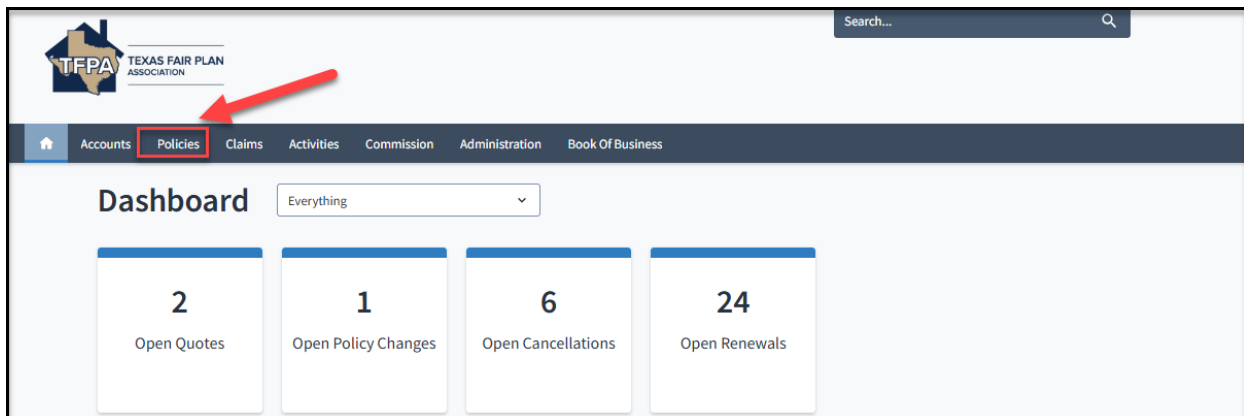 Search...
TFPA TEXAS FAIR PLAN
ASSOCIATION
Accounts Policies Claims Activities Commission Administration Book Of Business
Dashboard Everything
2 1 6 24
Open Quotes Open Policy Changes Open Cancellations Open Renewals